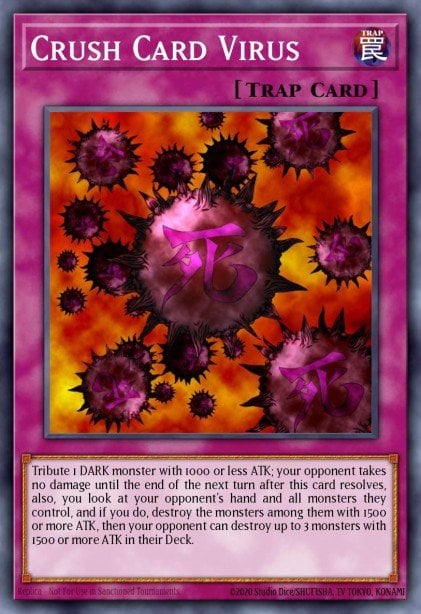 CRUSH CARD VIRUS
TRAP
罠
[TRAP CARD]
死
死
Tribute 1 DARK monster with 1000 or less ATK; your opponent takes
no damage until the end of the next turn after this card resolves,
also, you look at your opponent's hand and all monsters they
control, and if you do, destroy the monsters among them with 1500
or more ATK, then your opponent can destroy up to 3 monsters with
1500 or more ATK in their Deck.
Replica - Not For Use in Sanctioned Tournaments
©2020 Studio Dice/SHUEISHA, TV TOKYO, KONAMI